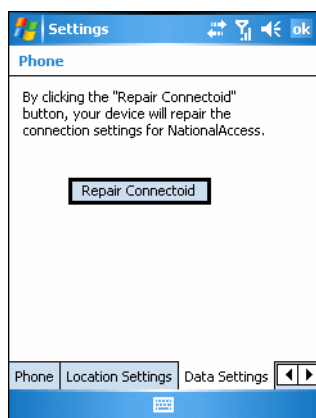 Settings
ok
Phone
By clicking the "Repair Connectoid"
button, your device will repair the
connection settings for NationalAccess.
Repair Connectoid
Phone Location Settings Data Settings